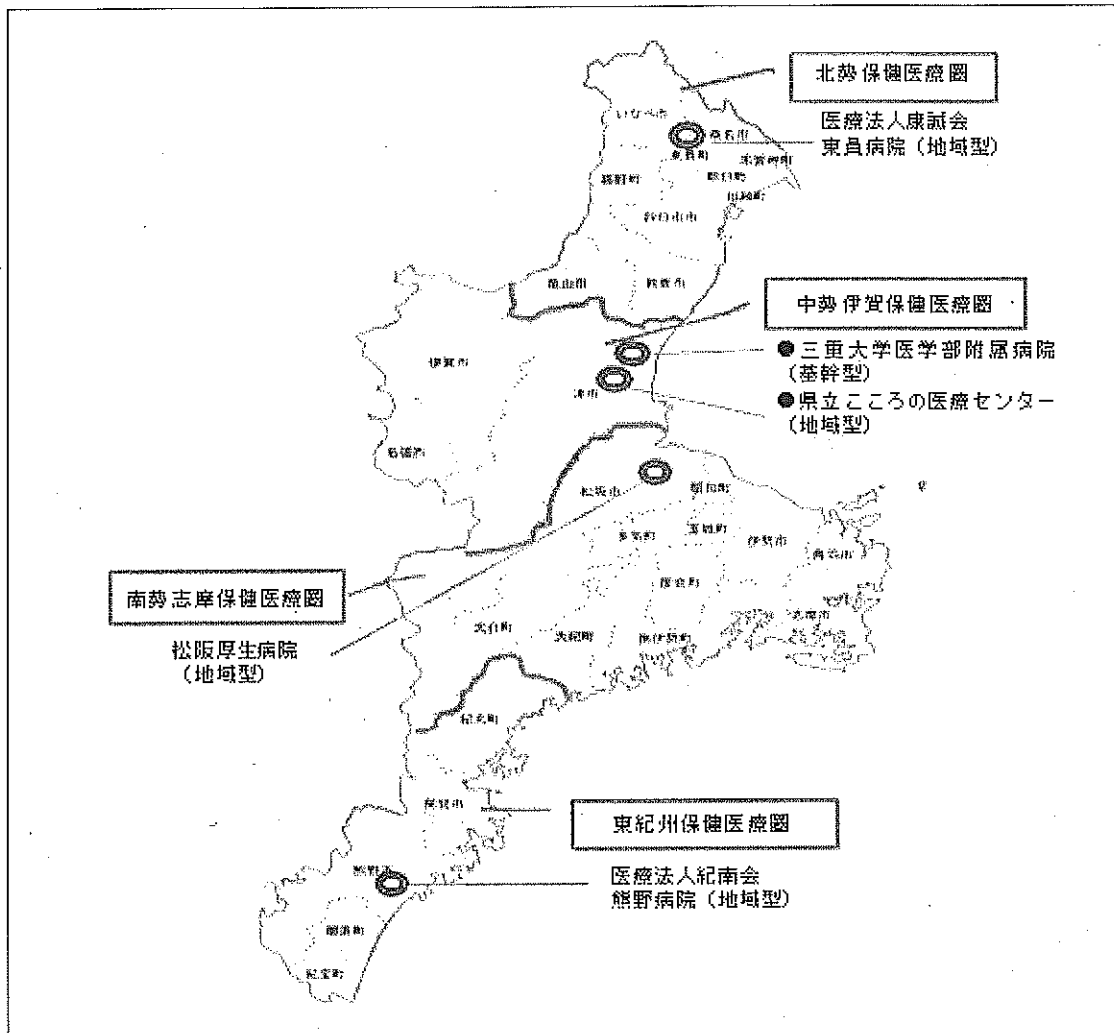 北勢保健医療圏
医療法人康誠会
東員病院（地域型）
いなべ市
桑名市
東員町
木曽岬町
朝日町
川越町
菰野町
四日市市
亀山市
鈴鹿市
中勢伊賀保健医療圏
●三重大学医学部附属病院
（基幹型）
●県立こころの医療センター
（地域型）
伊賀市
津市
名張市
松阪市
明和町
多気町
玉城町
伊勢市
鳥羽市
度会町
志摩市
南勢志摩保健医療圏
松阪厚生病院
（地域型）
大台町
大紀町
南伊勢町
紀北町
尾鷲市
東紀州保健医療圏
熊野市
医療法人紀南会
熊野病院（地域型）
御浜町
紀宝町